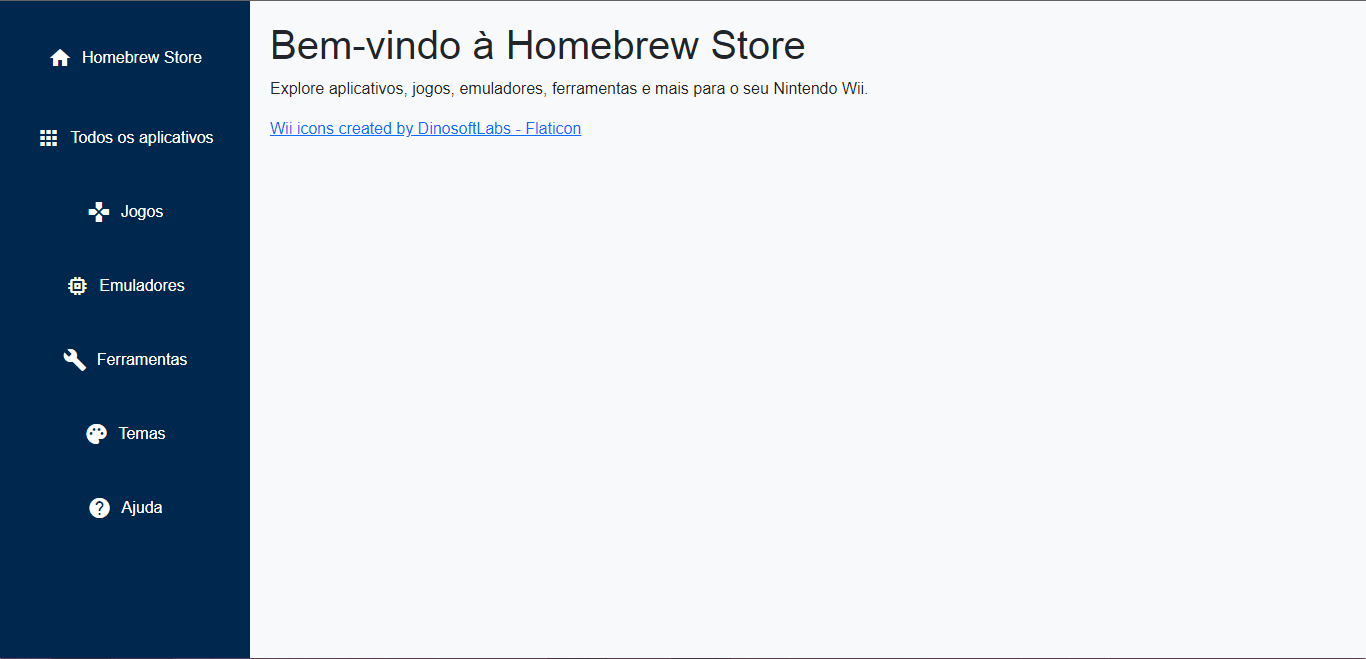 Homebrew Store
Todos os aplicativos
Jogos
Emuladores
Ferramentas
Temas
Ajuda
Bem-vindo à Homebrew Store
Explore aplicativos, jogos, emuladores, ferramentas e mais para o seu Nintendo Wii.
Wii icons created by DinosoftLabs - Flaticon